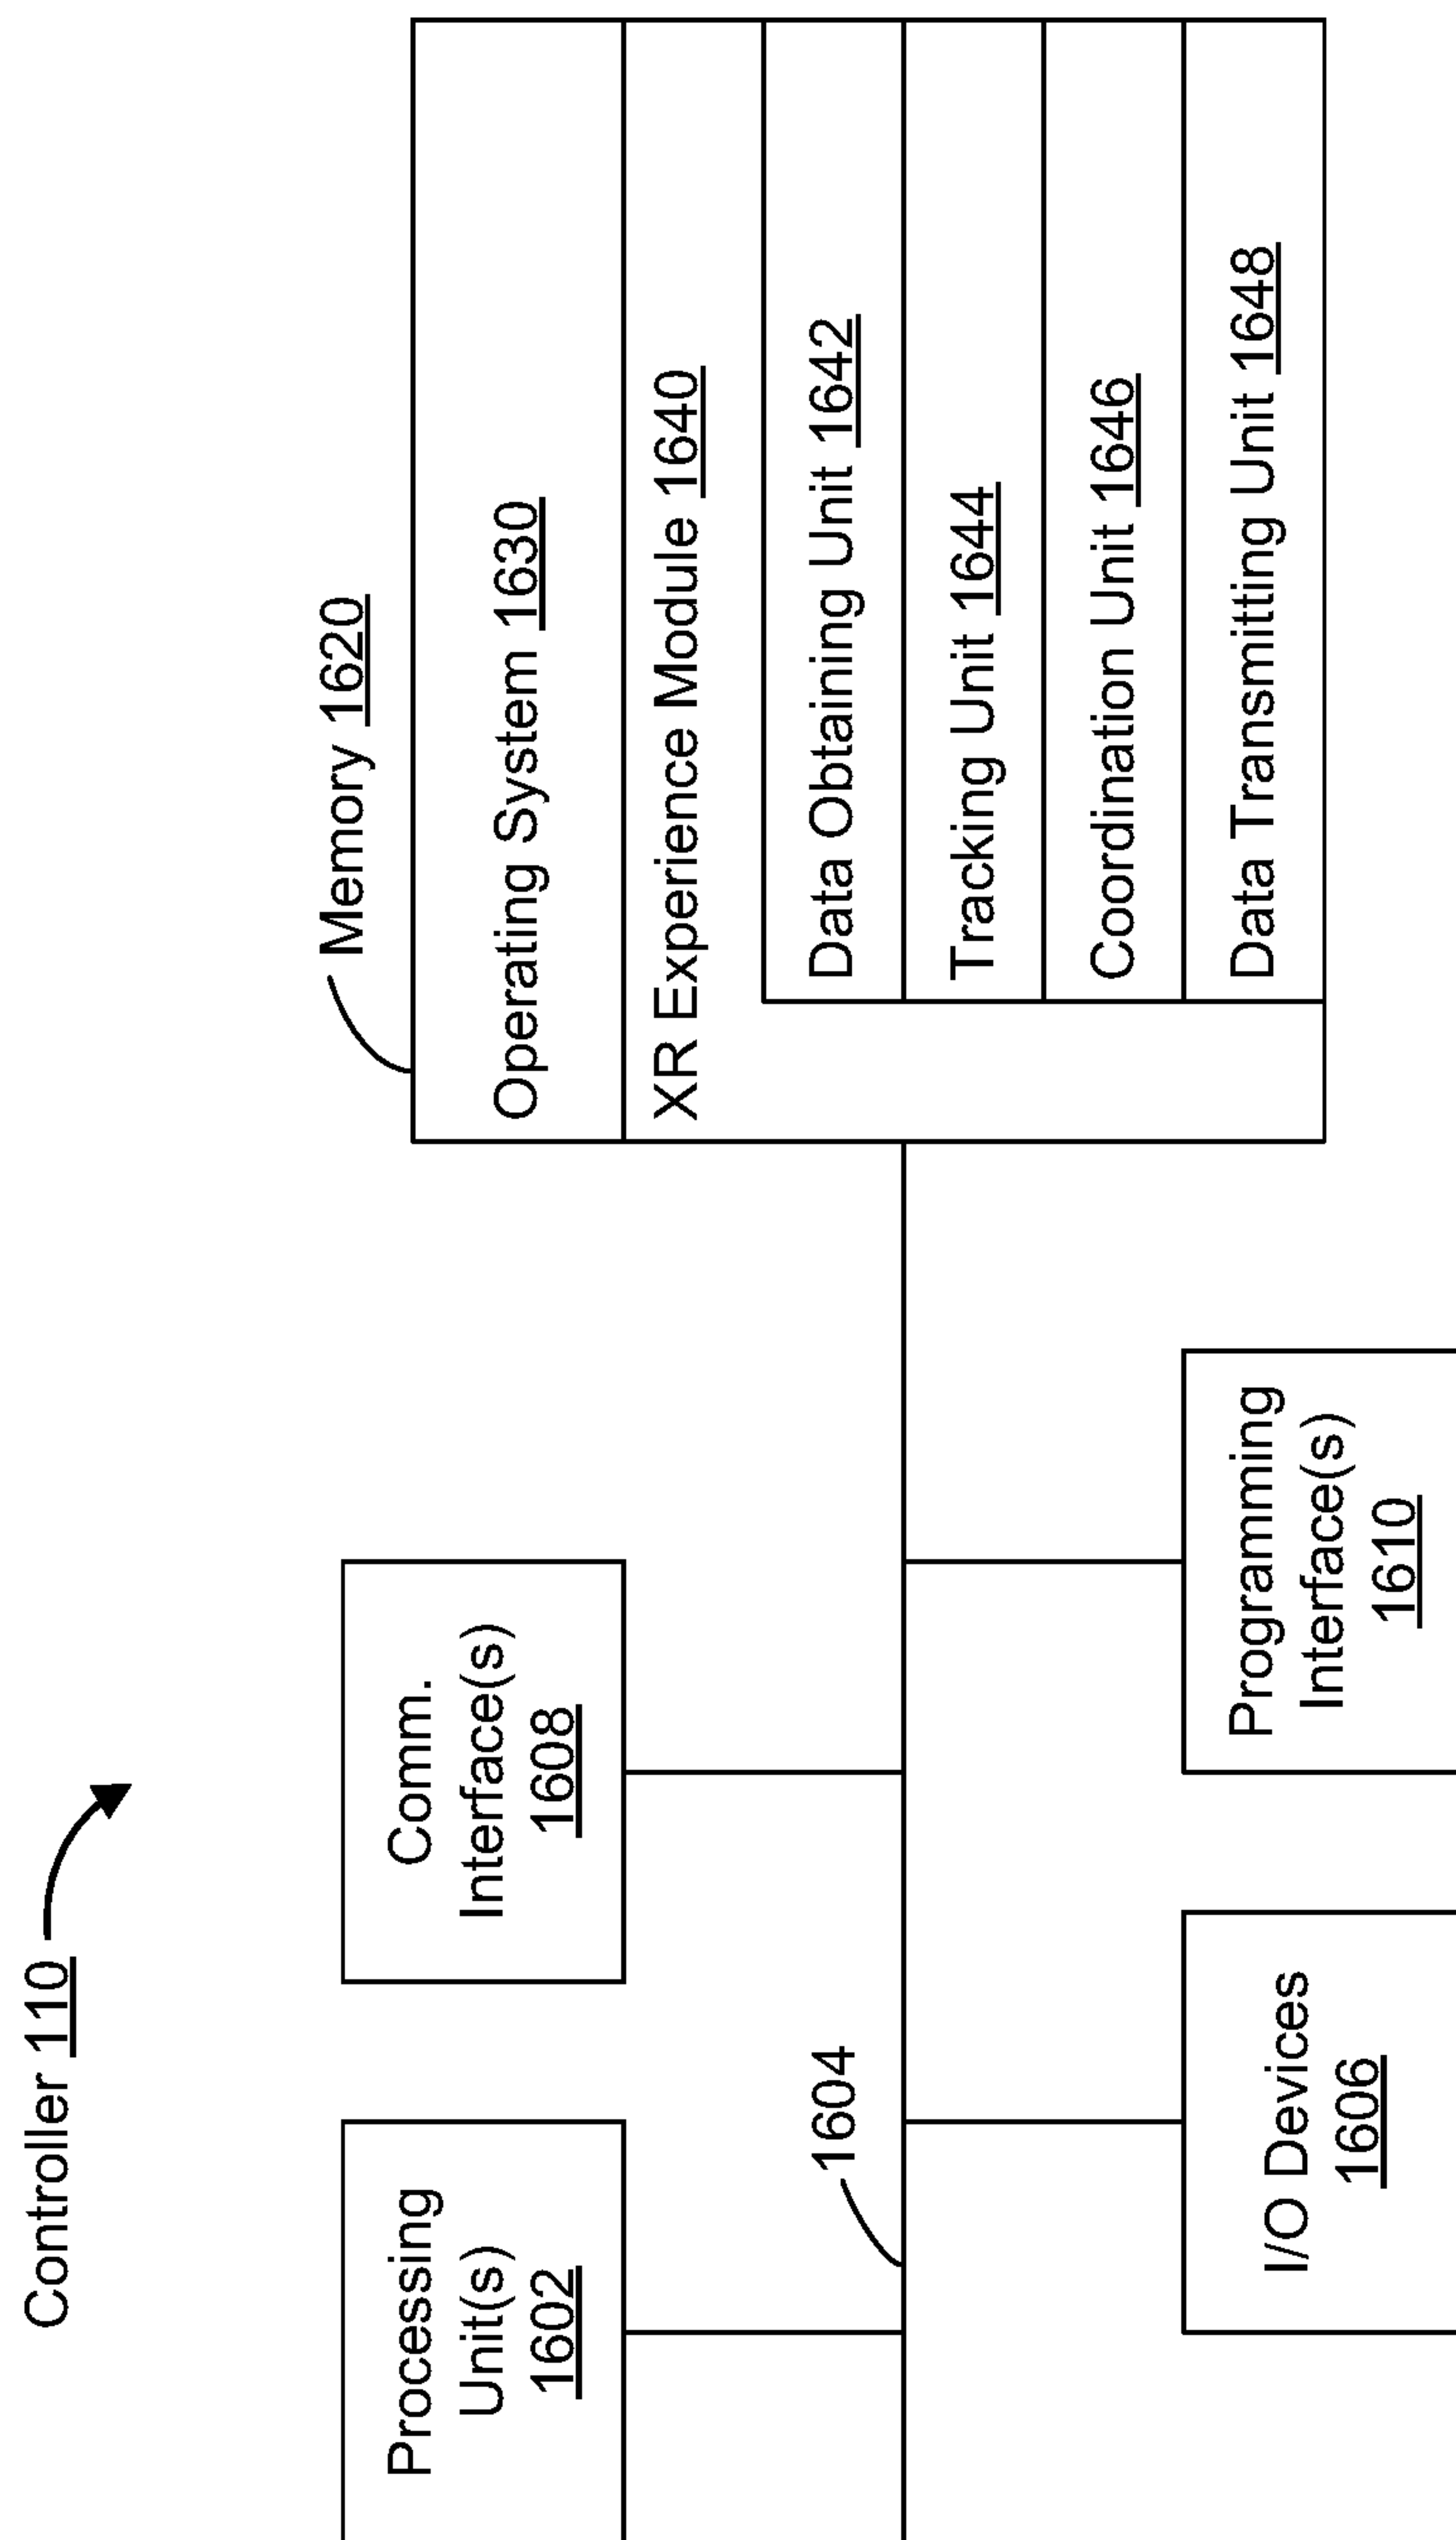 Controller 110
Processing
Unit(s)
1602
Comm.
Interface(s)
1608
Memory 1620
Operating System 1630
XR Experience Module 1640
Data Obtaining Unit 1642
Tracking Unit 1644
Coordination Unit 1646
Data Transmitting Unit 1648
1604
I/O Devices
1606
Programming
Interface(s)
1610